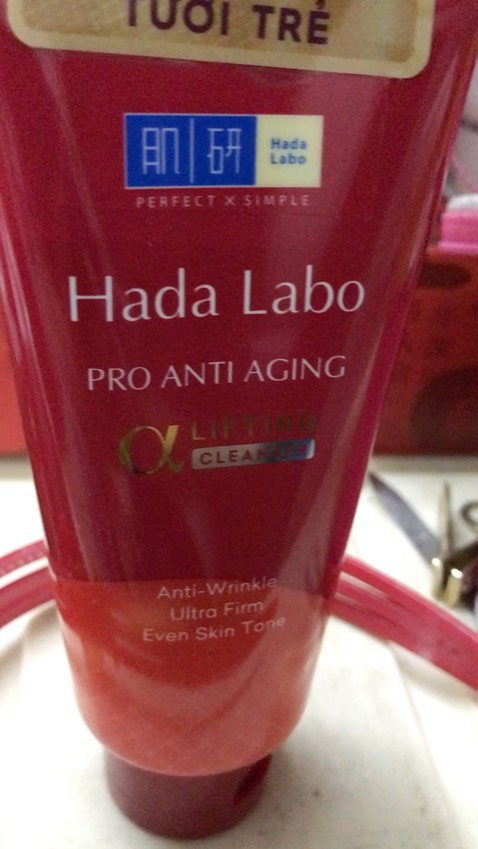 TƯƠI TRẺ
肌研
Hada
Labo
PERFECT × SIMPLE
Hada Labo
PRO ANTI AGING
α LIFTING
CLEANSER
Anti-Wrinkle
Ultra Firm
Even Skin Tone